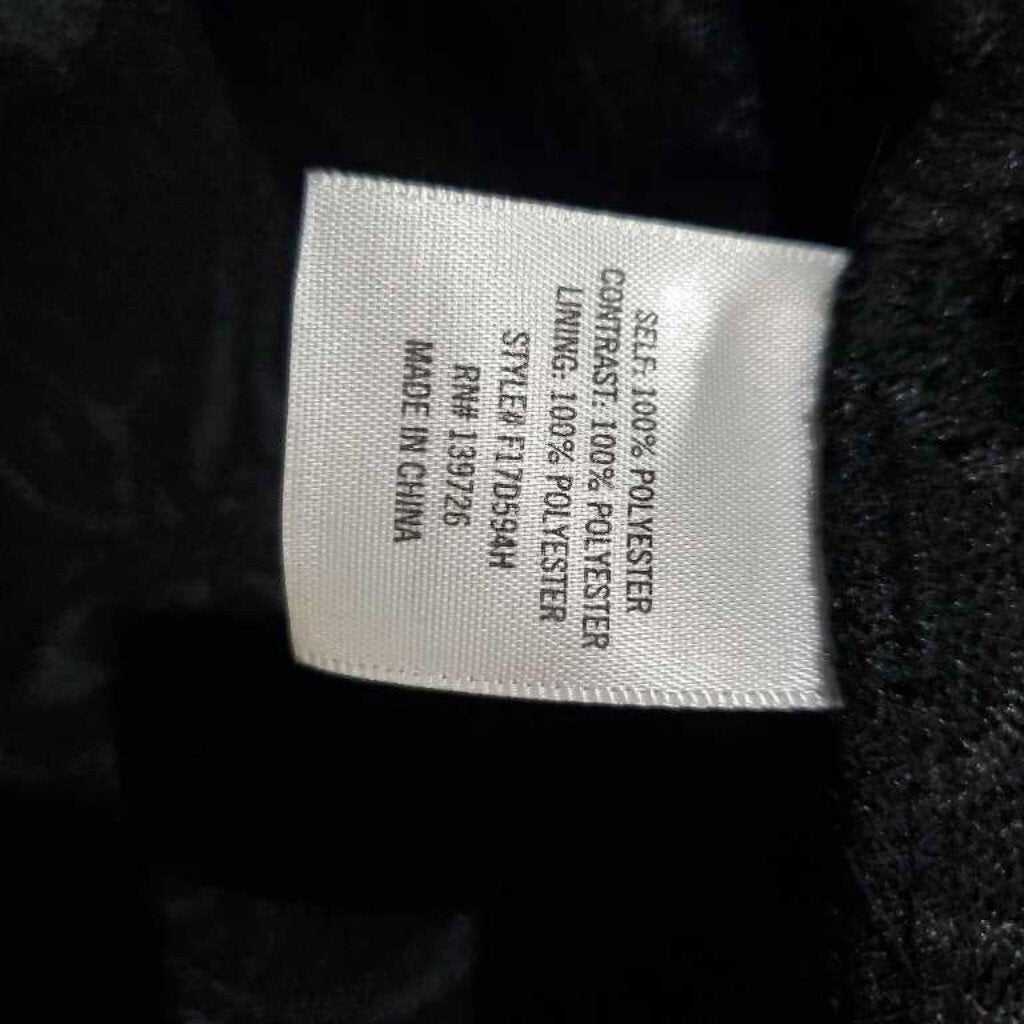 SELF: 100% POLYESTER
CONTRAST: 100% POLYESTER
LINING: 100% POLYESTER
STYLE# F17D594H
RN# 139726
MADE IN CHINA